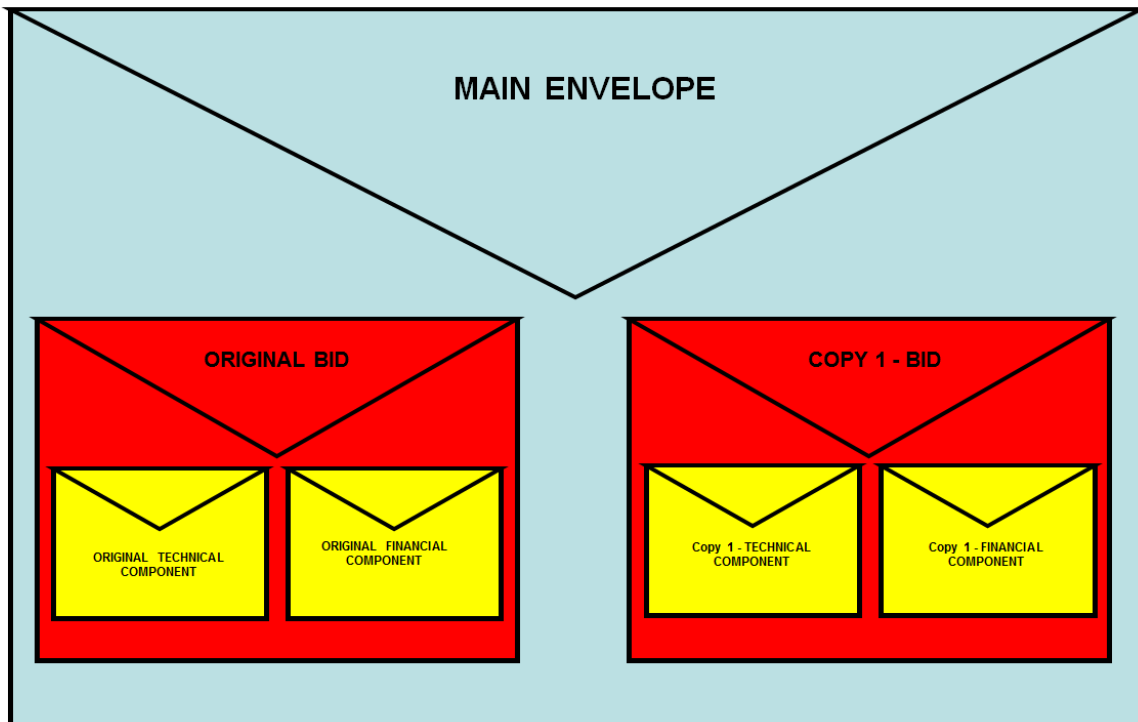 MAIN ENVELOPE
ORIGINAL BID
COPY 1 - BID
ORIGINAL TECHNICAL
COMPONENT
ORIGINAL FINANCIAL
COMPONENT
Copy 1 - TECHNICAL
COMPONENT
Copy 1 - FINANCIAL
COMPONENT